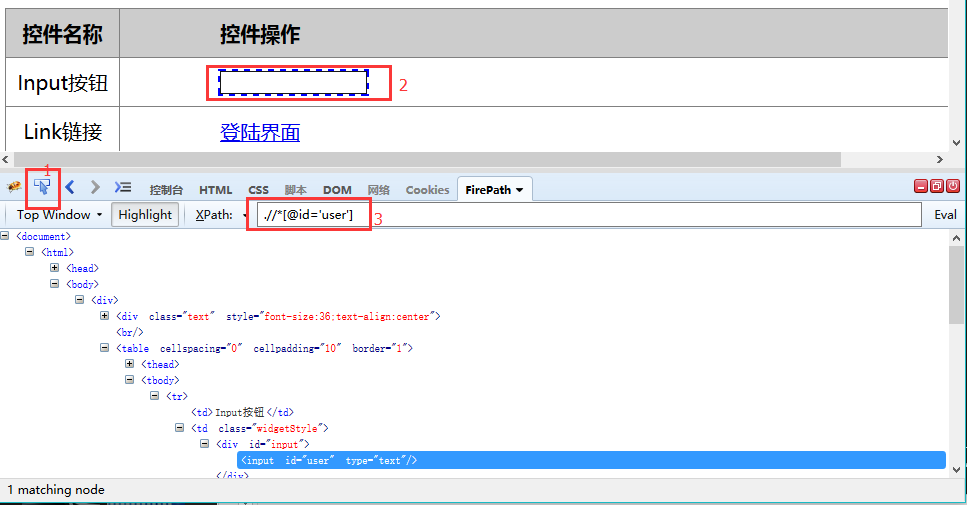 控件名称 控件操作
Input按钮 2
Link链接 登陆界面
1
控制台 HTML CSS 脚本 DOM 网络 Cookies FirePath
Top Window Highlight XPath: .//*[@id='user'] 3 Eval
<document>
<html>
<head>
<body>
<div>
<div class="text" style="font-size:36;text-align:center">
<br/>
<table cellspacing="0" cellpadding="10" border="1">
<thead>
<tbody>
<tr>
<td>Input按钮</td>
<td class="widgetStyle">
<div id="input">
<input id="user" type="text"/>
</div>
1 matching node